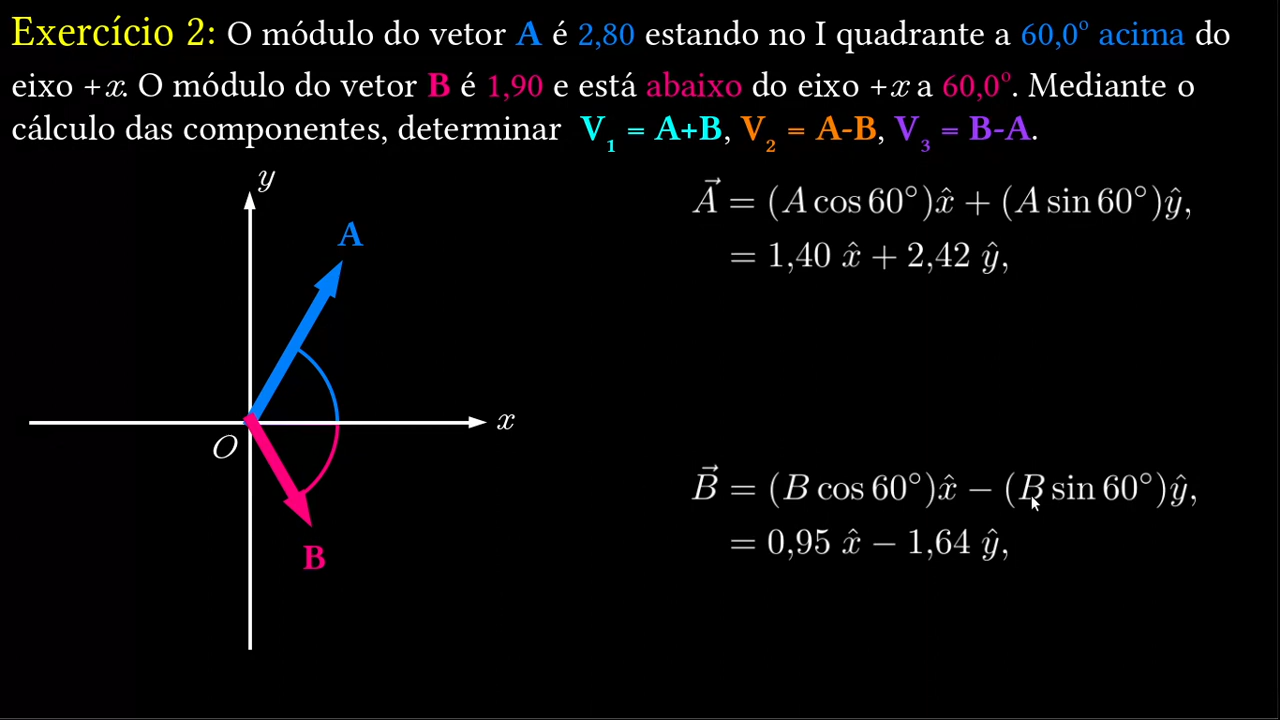 Exercício 2: O módulo do vetor A é 2,80 estando no I quadrante a 60,0º acima do
eixo +x. O módulo do vetor B é 1,90 e está abaixo do eixo +x a 60,0º. Mediante o
cálculo das componentes, determinar V₁ = A+B, V₂ = A-B, V₃ = B-A.
y
A
x
O
B
A⃗ = (A cos 60°)x̂ + (A sin 60°)ŷ,
= 1,40 x̂ + 2,42 ŷ,
B⃗ = (B cos 60°)x̂ − (B sin 60°)ŷ,
= 0,95 x̂ − 1,64 ŷ,